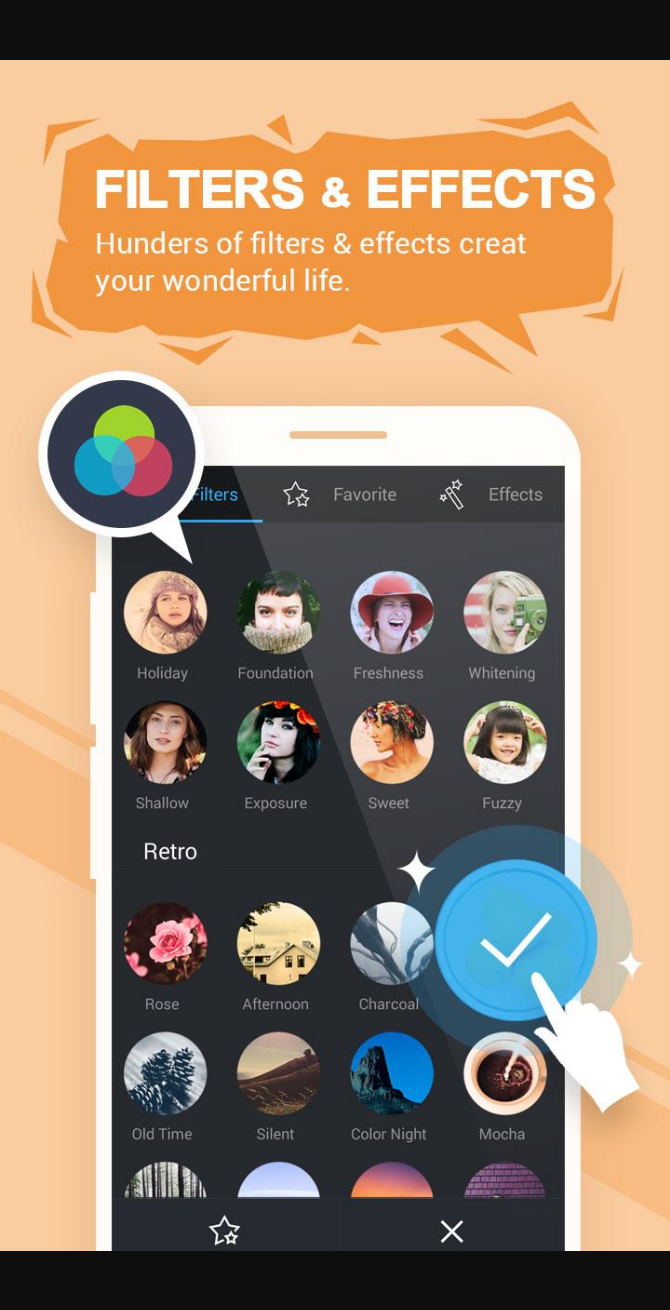 FILTERS & EFFECTS
Hunders of filters & effects creat
your wonderful life.
Filters Favorite Effects
Holiday Foundation Freshness Whitening
Shallow Exposure Sweet Fuzzy
Retro
Rose Afternoon Charcoal
Old Time Silent Color Night Mocha